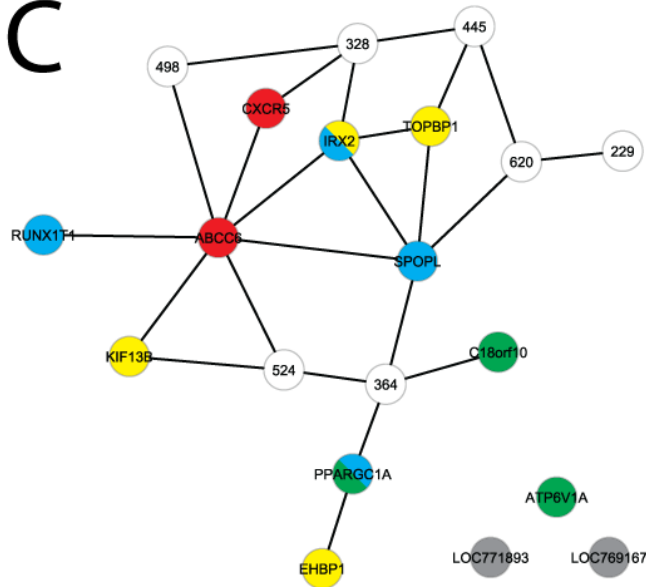 C
445
328
498
CXCR5
TOPBP1
IRX2
229
620
RUNX1T1
ABCC6
SPOPL
C18orf10
KIF13B
524
364
PPARGC1A
ATP6V1A
LOC771893
LOC769167
EHBP1